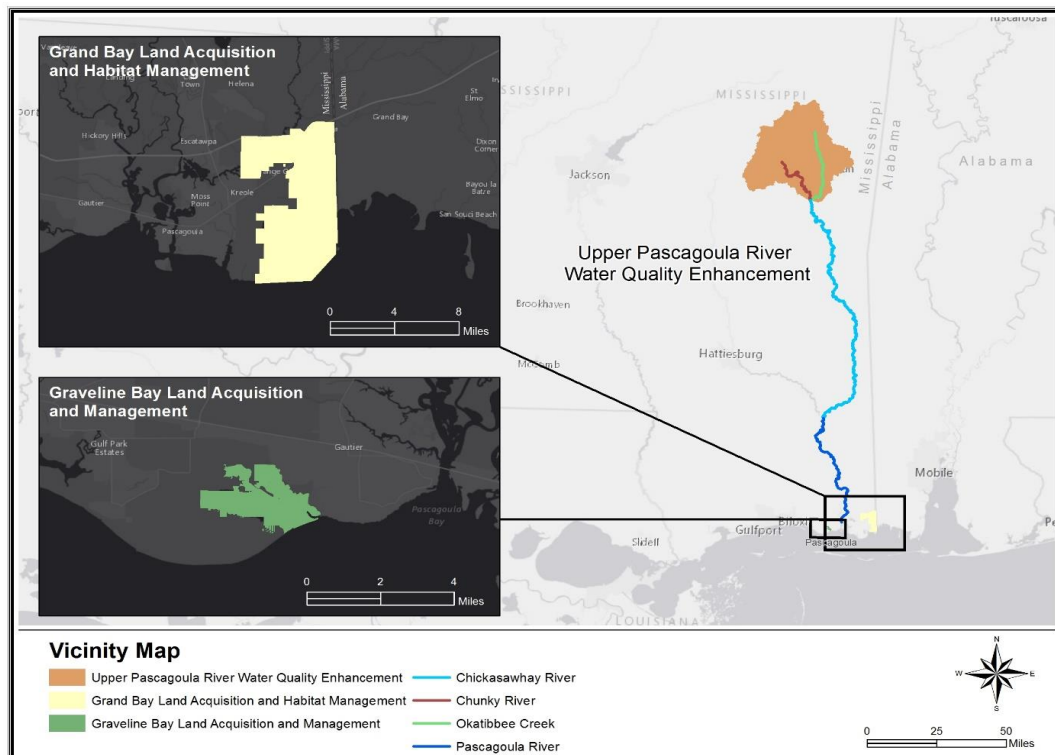 Grand Bay Land Acquisition
and Habitat Management
Town
Helena
Mississippi
Alabama
St
Elmo
Grand Bay
Hickory Hills
Escatawpa
Dixon
Corner
Kreole
Bayou la
Batre
Moss
Point
Gautier
San Souci Beach
Pascagoula
0 4 8
Miles
Graveline Bay Land Acquisition
and Management
Gulf Park
Estates
Gautier
Pascagoula
Bay
0 2 4
Miles
Tuscaloosa
MISSISSIPPI
Mississippi
Alabama
Alabama
Jackson
Upper Pascagoula River
Water Quality Enhancement
Brookhaven
Hattiesburg
McComb
Mobile
Biloxi
Gulfport
Pascagoula
Slidell
LOUISIANA
Vicinity Map
Upper Pascagoula River Water Quality Enhancement
Grand Bay Land Acquisition and Habitat Management
Graveline Bay Land Acquisition and Management
Chickasawhay River
Chunky River
Okatibbee Creek
Pascagoula River
N
W E
S
0 25 50
Miles